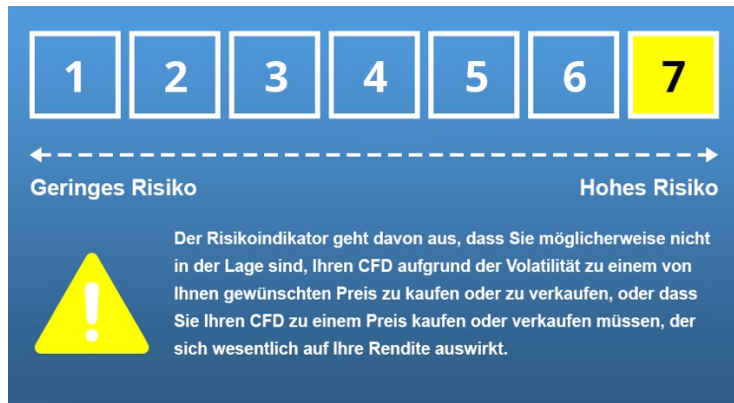 1 2 3 4 5 6 7
Geringes Risiko Hohes Risiko
Der Risikoindikator geht davon aus, dass Sie möglicherweise nicht
in der Lage sind, Ihren CFD aufgrund der Volatilität zu einem von
Ihnen gewünschten Preis zu kaufen oder zu verkaufen, oder dass
Sie Ihren CFD zu einem Preis kaufen oder verkaufen müssen, der
sich wesentlich auf Ihre Rendite auswirkt.